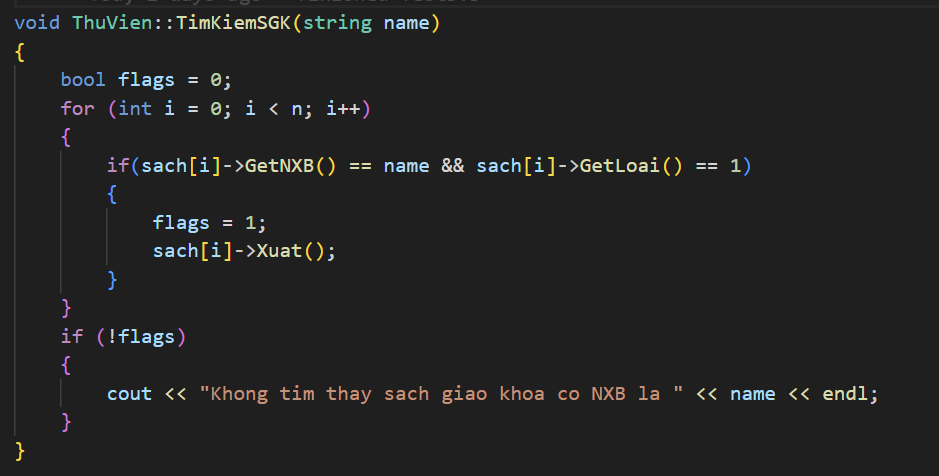 void ThuVien::TimKiemSGK(string name)
{
    bool flags = 0;
    for (int i = 0; i < n; i++)
    {
        if(sach[i]->GetNXB() == name && sach[i]->GetLoai() == 1)
        {
            flags = 1;
            sach[i]->Xuat();
        }
    }
    if (!flags)
    {
        cout << "Khong tim thay sach giao khoa co NXB la " << name << endl;
    }
}